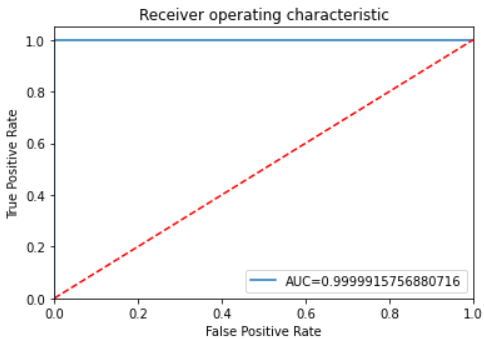 Receiver operating characteristic
True Positive Rate
1.0
0.8
0.6
0.4
0.2
0.0
AUC=0.9999915756880716
0.0 0.2 0.4 0.6 0.8 1.0
False Positive Rate